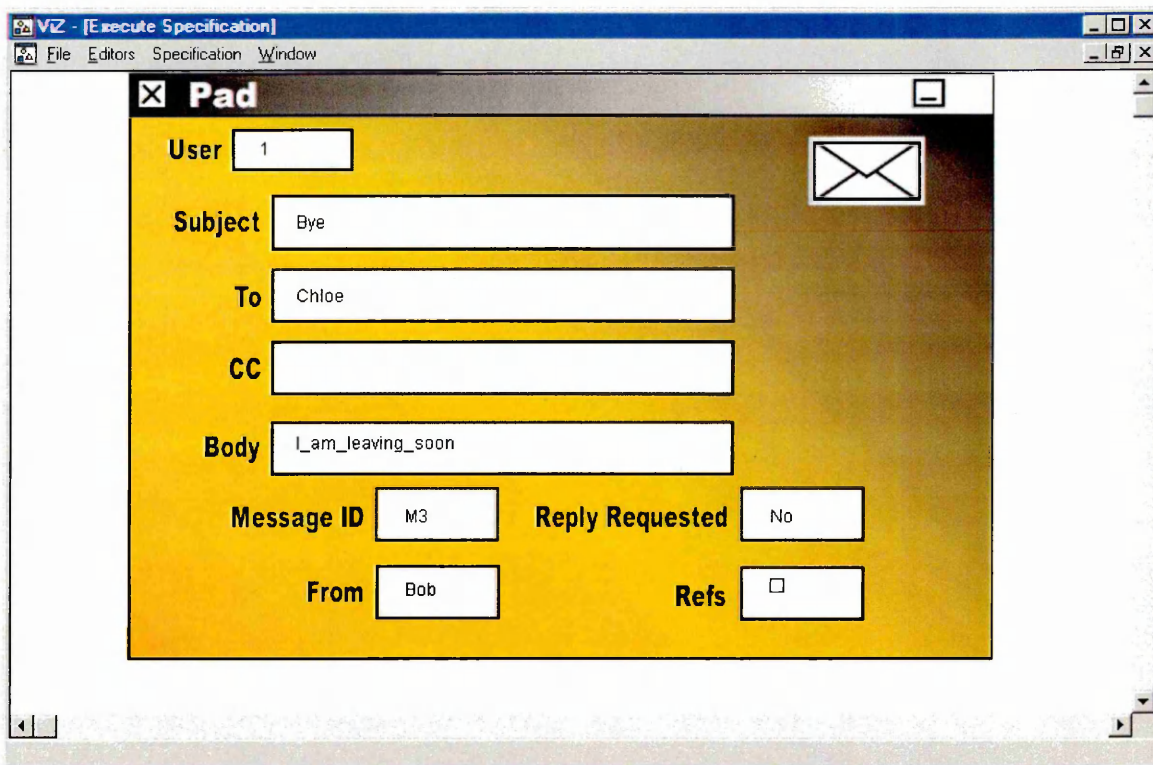 ViZ - [Execute Specification]
File Editors Specification Window
Pad
User 1
Subject Bye
To Chloe
CC
Body I_am_leaving_soon
Message ID M3 Reply Requested No
From Bob Refs